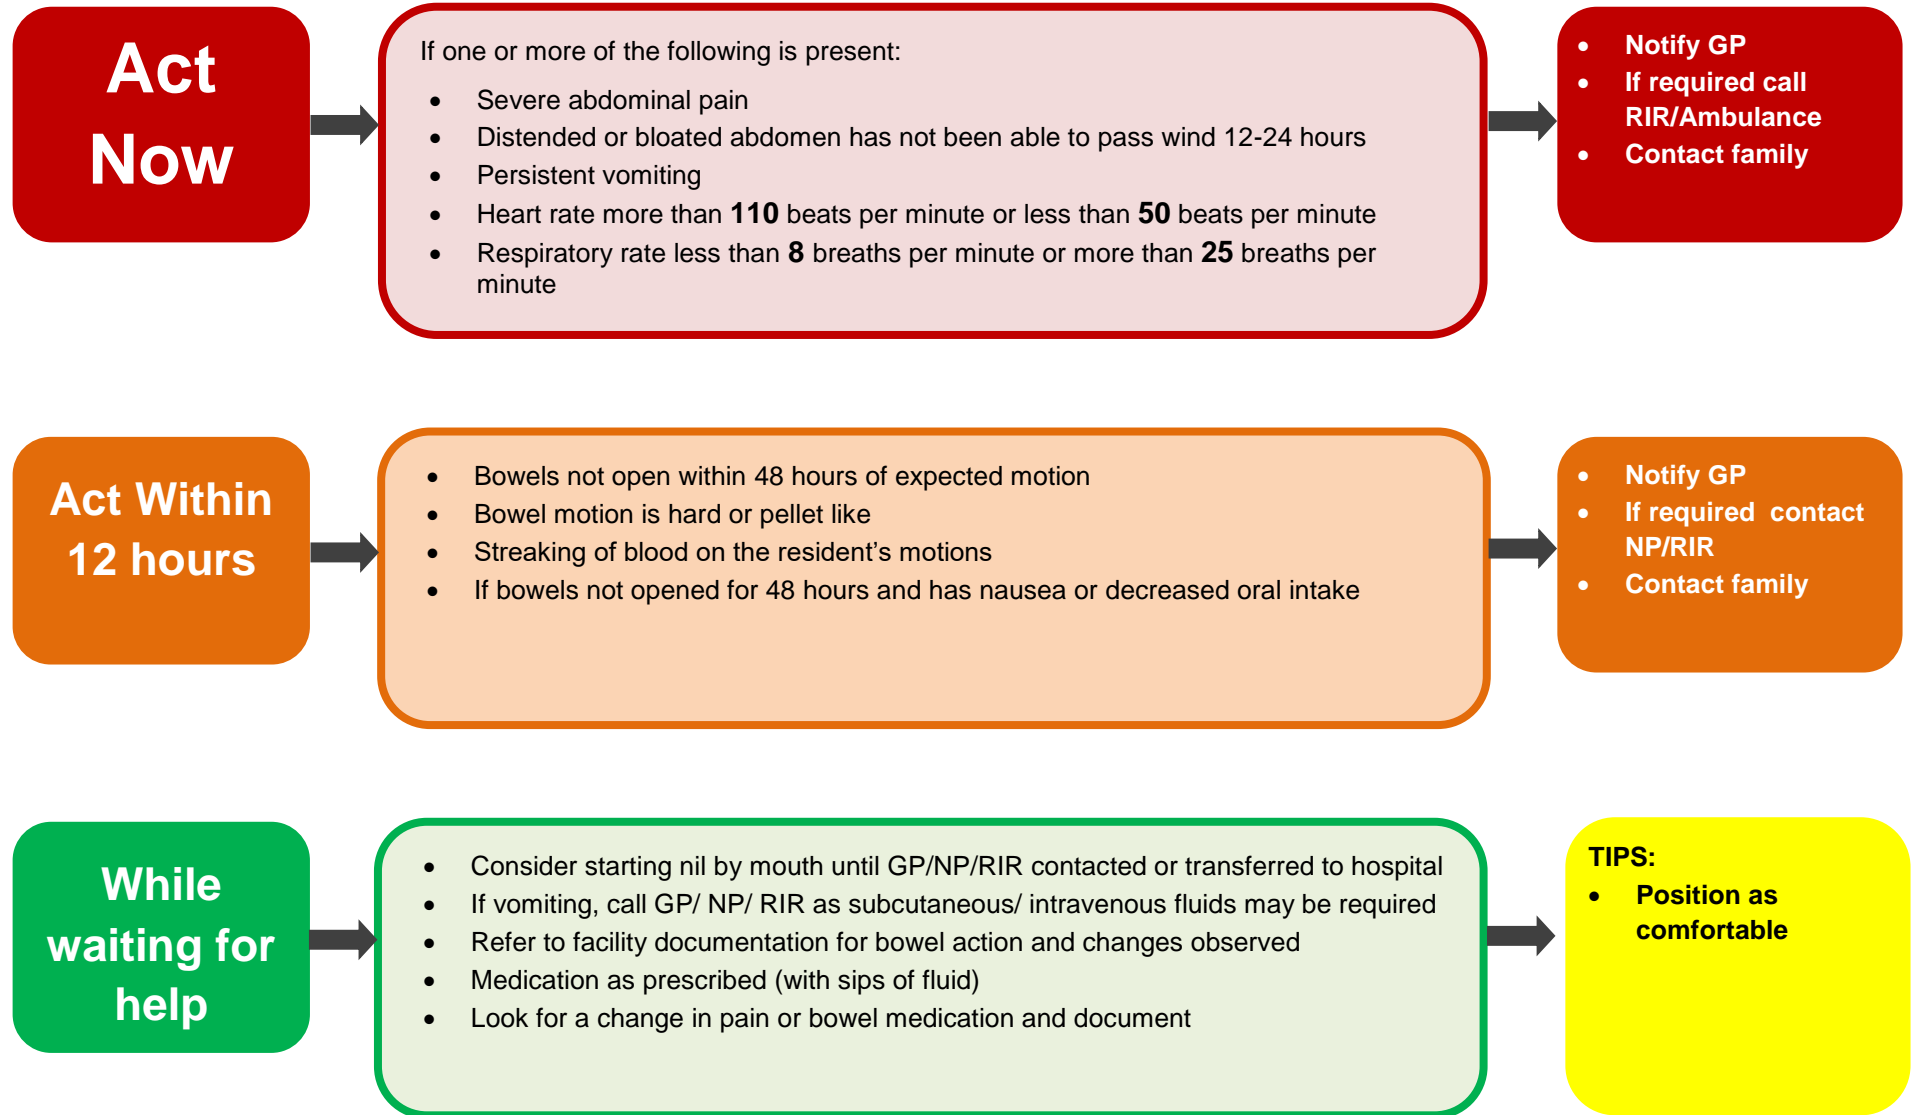 Act
Now
If one or more of the following is present:
• Severe abdominal pain
• Distended or bloated abdomen has not been able to pass wind 12-24 hours
• Persistent vomiting
• Heart rate more than 110 beats per minute or less than 50 beats per minute
• Respiratory rate less than 8 breaths per minute or more than 25 breaths per
minute
• Notify GP
• If required call
RIR/Ambulance
• Contact family
Act Within
12 hours
• Bowels not open within 48 hours of expected motion
• Bowel motion is hard or pellet like
• Streaking of blood on the resident’s motions
• If bowels not opened for 48 hours and has nausea or decreased oral intake
• Notify GP
• If required  contact
NP/RIR
• Contact family
While
waiting for
help
• Consider starting nil by mouth until GP/NP/RIR contacted or transferred to hospital
• If vomiting, call GP/ NP/ RIR as subcutaneous/ intravenous fluids may be required
• Refer to facility documentation for bowel action and changes observed
• Medication as prescribed (with sips of fluid)
• Look for a change in pain or bowel medication and document
TIPS:
• Position as
comfortable